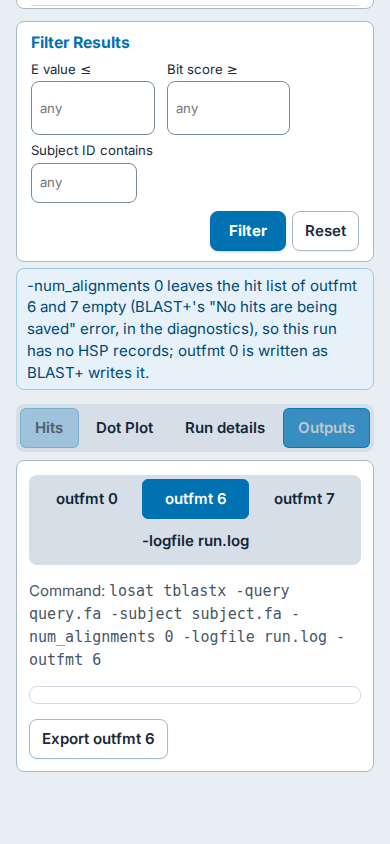 Filter Results
E value ≤
Bit score ≥
any
any
Subject ID contains
any
Filter
Reset
-num_alignments 0 leaves the hit list of outfmt
6 and 7 empty (BLAST+'s "No hits are being
saved" error, in the diagnostics), so this run
has no HSP records; outfmt 0 is written as
BLAST+ writes it.
Hits
Dot Plot
Run details
Outputs
outfmt 0
outfmt 6
outfmt 7
-logfile run.log
Command: losat tblastx -query
query.fa -subject subject.fa -
num_alignments 0 -logfile run.log -
outfmt 6
Export outfmt 6